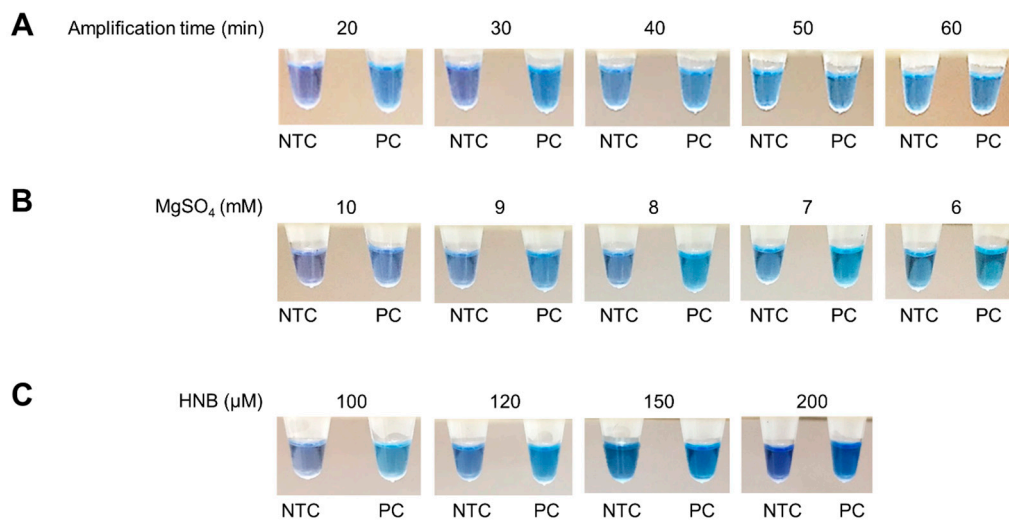 A Amplification time (min) 20 30 40 50 60
NTC PC NTC PC NTC PC NTC PC NTC PC
B MgSO₄ (mM) 10 9 8 7 6
NTC PC NTC PC NTC PC NTC PC NTC PC
C HNB (µM) 100 120 150 200
NTC PC NTC PC NTC PC NTC PC